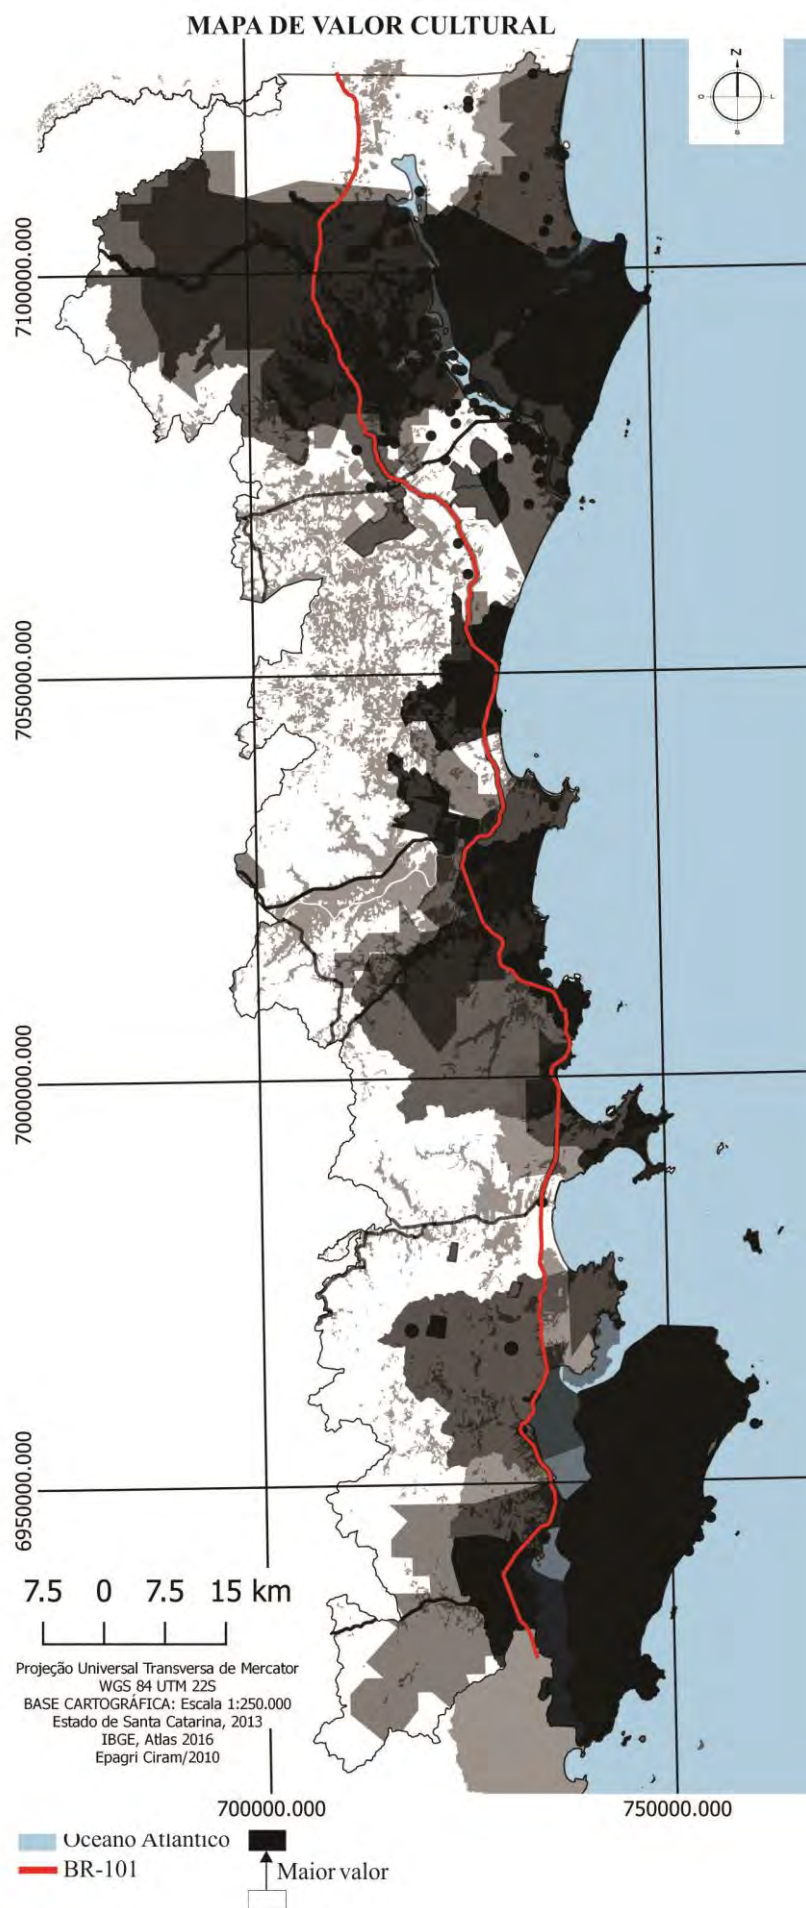 MAPA DE VALOR CULTURAL
N
O
L
S
7100000.000
7050000.000
7000000.000
6950000.000
7.5 0 7.5 15 km
Projeção Universal Transversa de Mercator
WGS 84 UTM 22S
BASE CARTOGRÁFICA: Escala 1:250.000
Estado de Santa Catarina, 2013
IBGE, Atlas 2016
Epagri Ciram/2010
700000.000 750000.000
Oceano Atlântico
BR-101
Maior valor